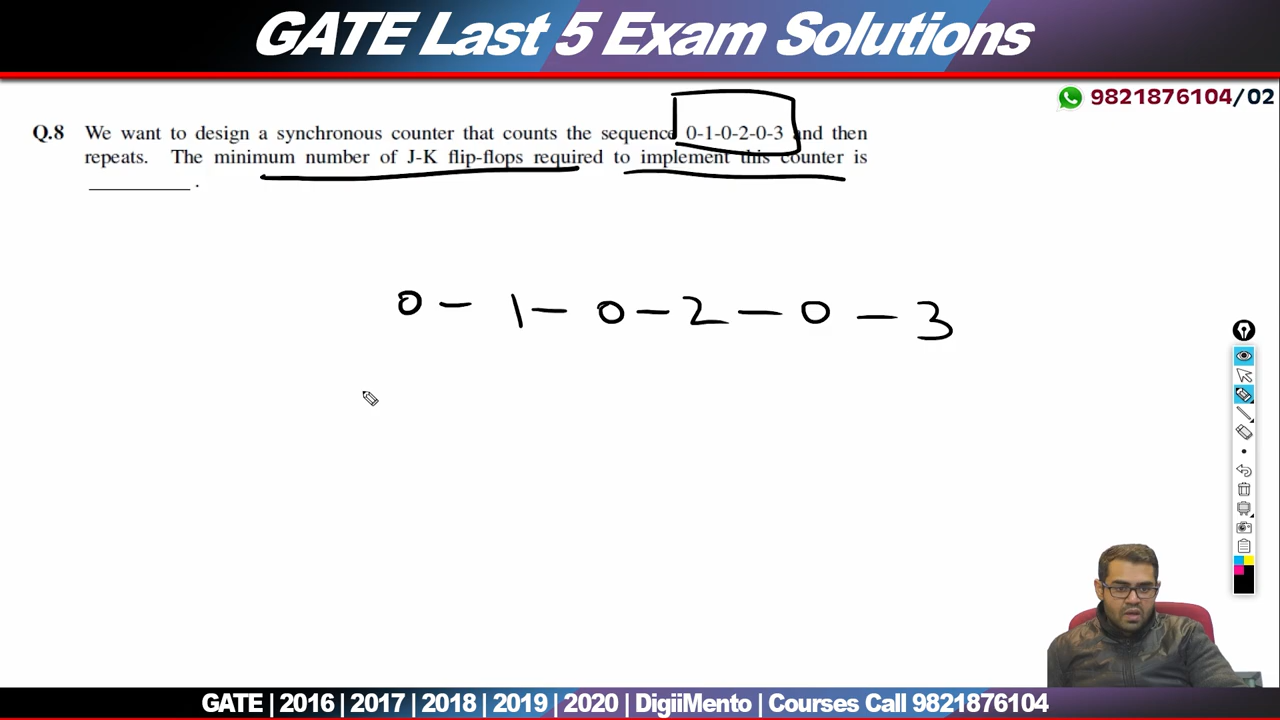 GATE Last 5 Exam Solutions
9821876104/02
Q.8 We want to design a synchronous counter that counts the sequence 0-1-0-2-0-3 and then
repeats. The minimum number of J-K flip-flops required to implement this counter is
__________ .
0 - 1 - 0 - 2 - 0 - 3
GATE | 2016 | 2017 | 2018 | 2019 | 2020 | DigiiMento | Courses Call 9821876104